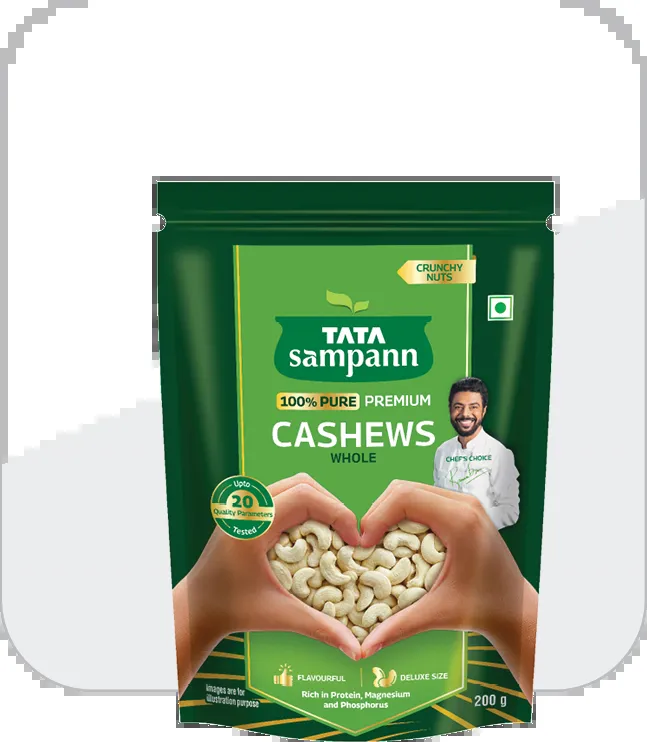 CRUNCHY
NUTS
TATA
sampann
100% PURE PREMIUM
CASHEWS
WHOLE
CHEF'S CHOICE
Upto
20
Quality Parameters
Tested
FLAVOURFUL
DELUXE SIZE
Rich in Protein, Magnesium
and Phosphorus
Images are for
illustration purpose
200 g